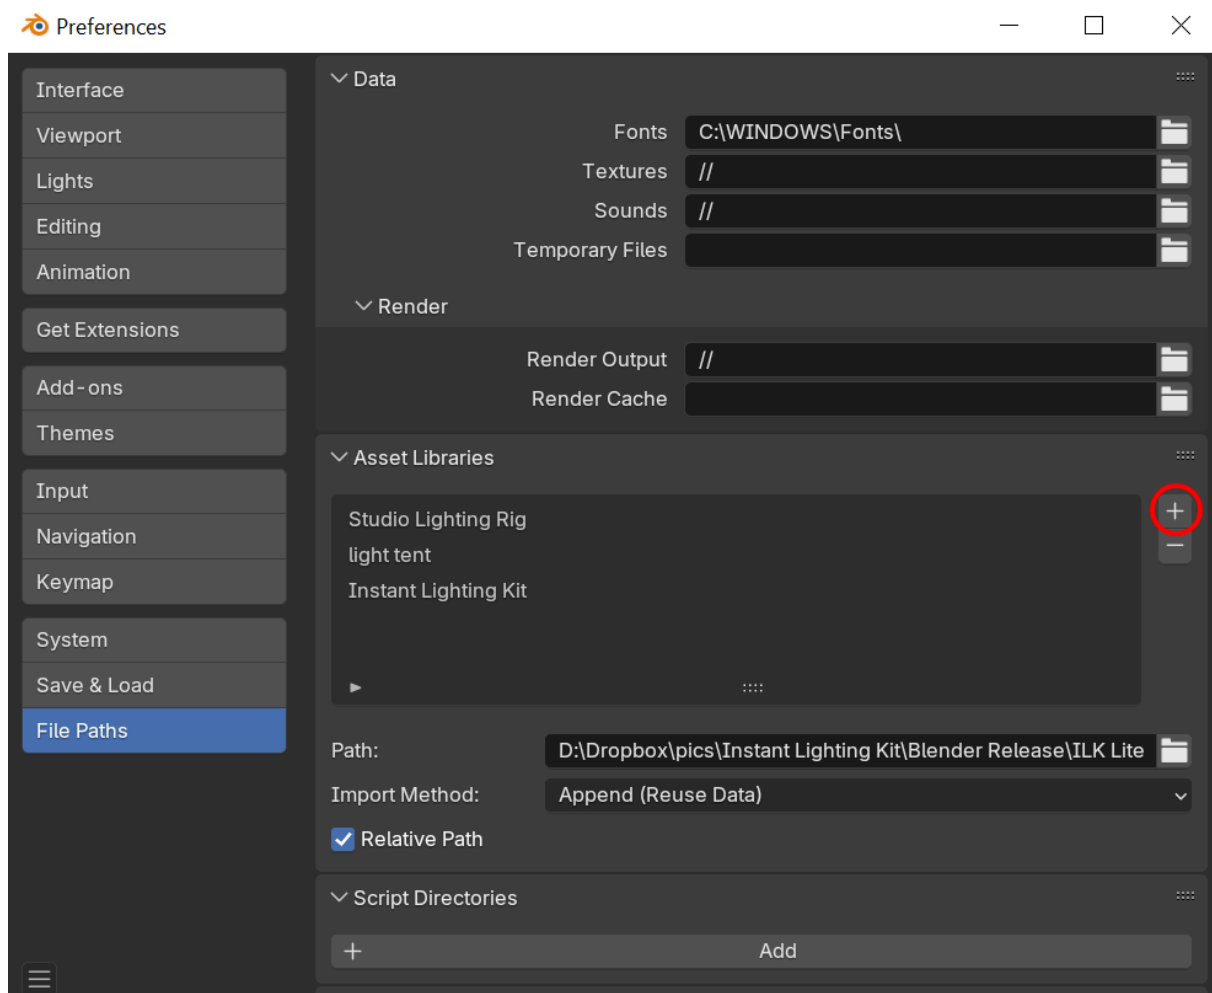 Preferences
Interface
Viewport
Lights
Editing
Animation
Get Extensions
Add-ons
Themes
Input
Navigation
Keymap
System
Save & Load
File Paths
Data
Fonts C:\WINDOWS\Fonts\
Textures //
Sounds //
Temporary Files
Render
Render Output //
Render Cache
Asset Libraries
Studio Lighting Rig
light tent
Instant Lighting Kit
Path: D:\Dropbox\pics\Instant Lighting Kit\Blender Release\ILK Lite
Import Method: Append (Reuse Data)
Relative Path
Script Directories
Add